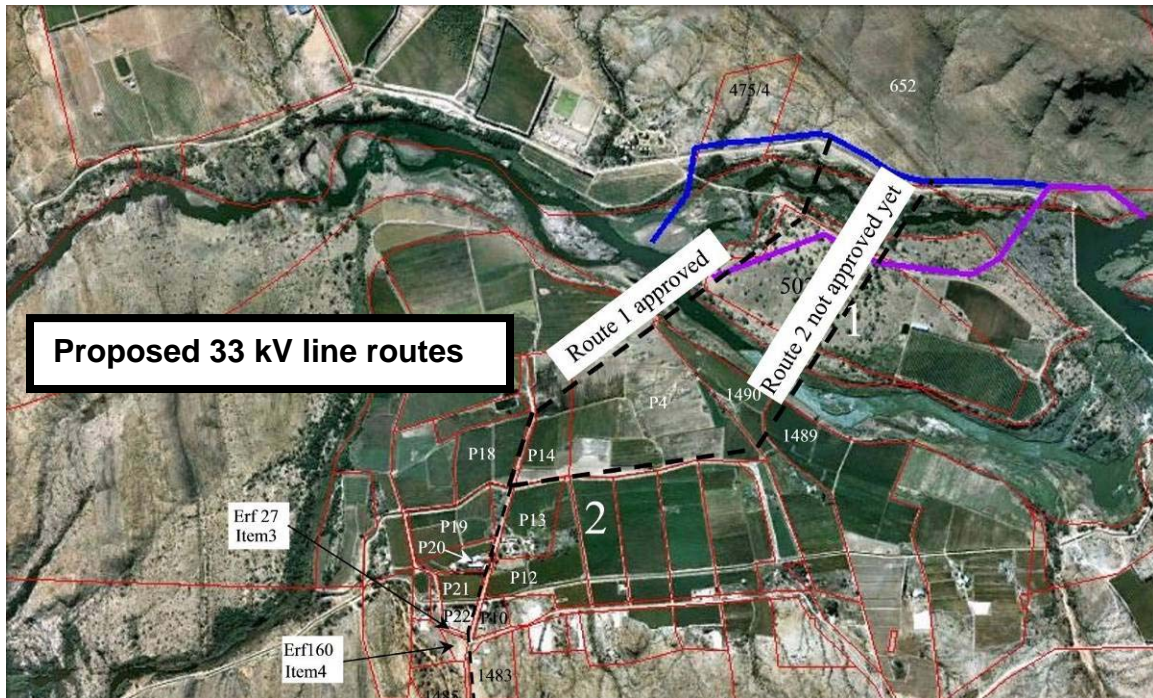 475/4
652
Route 1 approved
Route 2 not approved yet
1
Proposed 33 kV line routes
P4
1490
1489
P18
P14
Erf 27
Item3
P19
P13
2
P20
P12
P21
P22
P10
Erf160
Item4
1483
1485